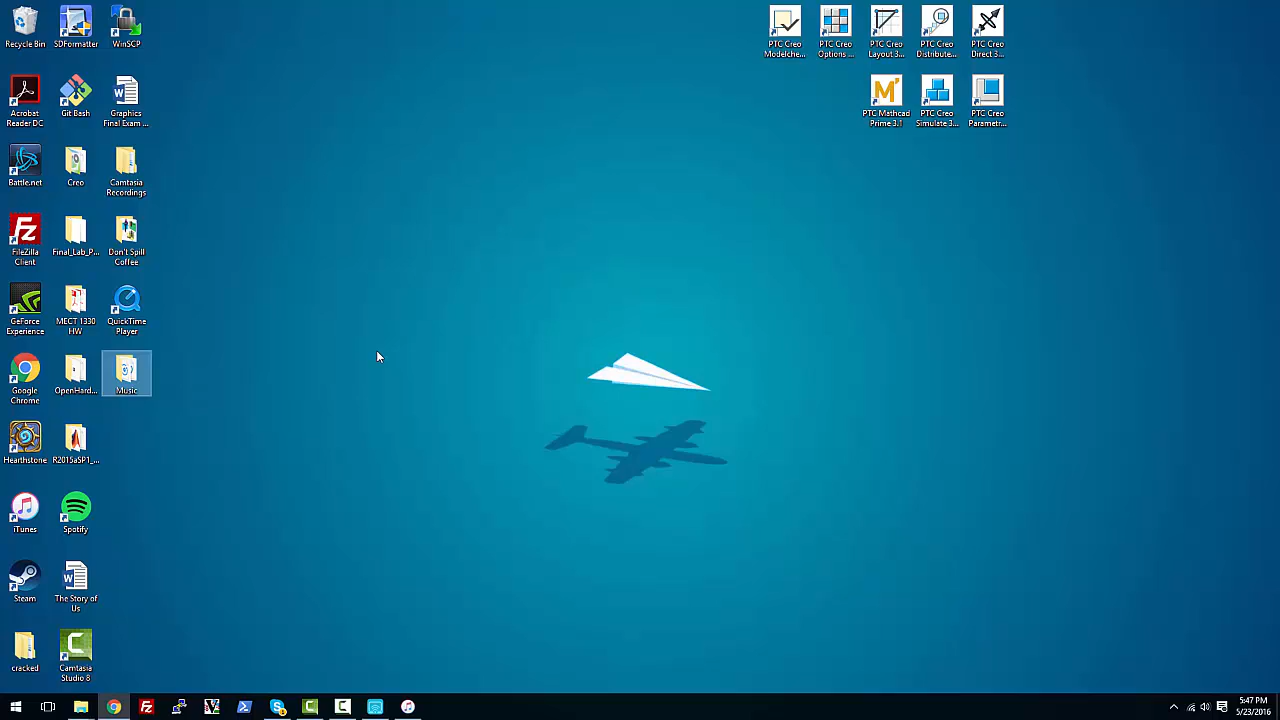 Recycle Bin
SDFormatter
WinSCP
PTC Creo
Modelche...
PTC Creo
Options ...
PTC Creo
Layout 3...
PTC Creo
Distribute...
PTC Creo
Direct 3...
Acrobat
Reader DC
Git Bash
Graphics
Final Exam ...
PTC Mathcad
Prime 3.1
PTC Creo
Simulate 3...
PTC Creo
Parametr...
Battle.net
Creo
Camtasia
Recordings
FileZilla
Client
Final_Lab_P...
Don't Spill
Coffee
GeForce
Experience
MECT 1330
HW
QuickTime
Player
Google
Chrome
OpenHard...
Music
Hearthstone
R2015aSP1_...
iTunes
Spotify
Steam
The Story of
Us
cracked
Camtasia
Studio 8
5:47 PM
5/23/2016